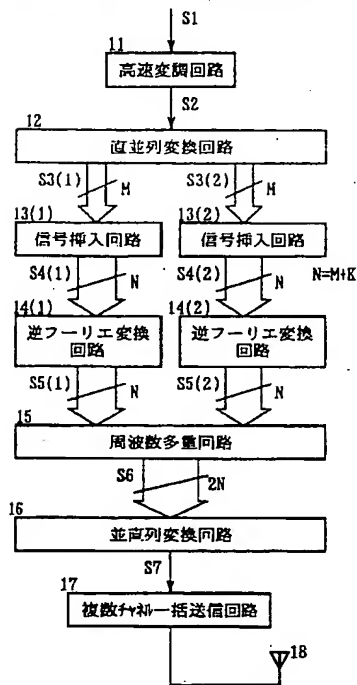 S1
11
高速変調回路
S2
12
直並列変換回路
S3(1) M S3(2) M
13(1) 13(2)
信号挿入回路 信号挿入回路
S4(1) N S4(2) N N=M+K
14(1) 14(2)
逆フーリエ変換 逆フーリエ変換
回路 回路
S5(1) N S5(2) N
15
周波数多量回路
S6 2N
16
並直列変換回路
S7
17
複数チャネル一括送信回路
18